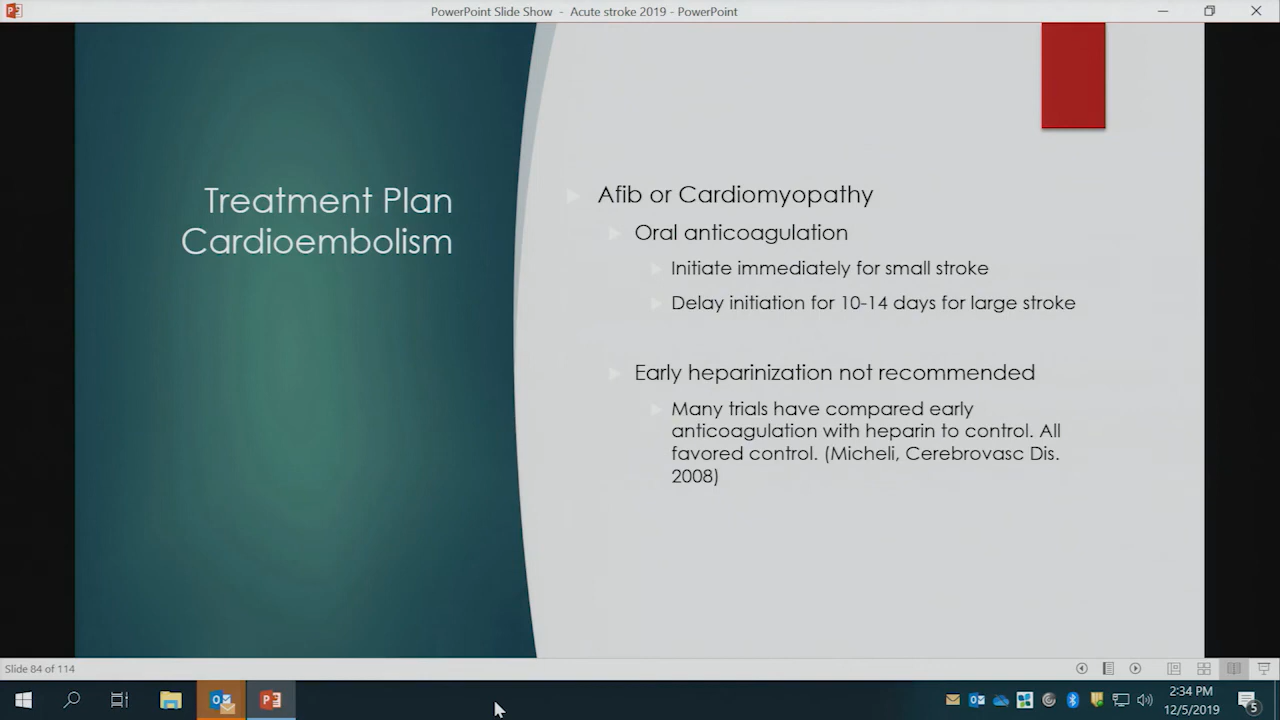 PowerPoint Slide Show - Acute stroke 2019 - PowerPoint
Treatment Plan
Cardioembolism
Afib or Cardiomyopathy
Oral anticoagulation
Initiate immediately for small stroke
Delay initiation for 10-14 days for large stroke
Early heparinization not recommended
Many trials have compared early
anticoagulation with heparin to control. All
favored control. (Micheli, Cerebrovasc Dis.
2008)
Slide 84 of 114
2:34 PM
12/5/2019
5